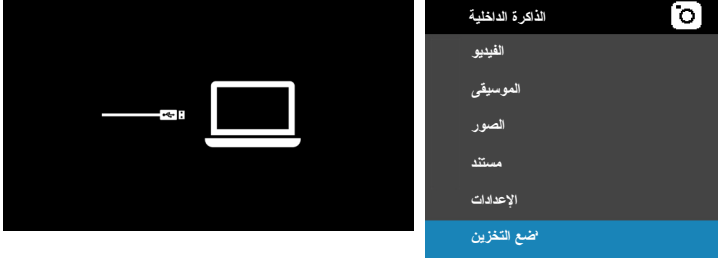 الذاكرة الداخلية
الفيديو
الموسيقى
الصور
مستند
الإعدادات
وضع التخزين